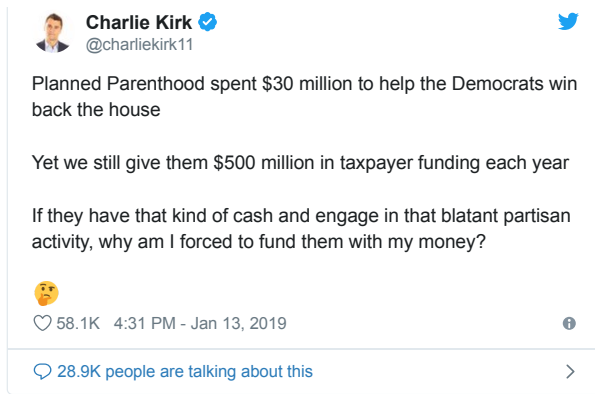 Charlie Kirk
@charliekirk11
Planned Parenthood spent $30 million to help the Democrats win
back the house
Yet we still give them $500 million in taxpayer funding each year
If they have that kind of cash and engage in that blatant partisan
activity, why am I forced to fund them with my money?
58.1K 4:31 PM - Jan 13, 2019
28.9K people are talking about this